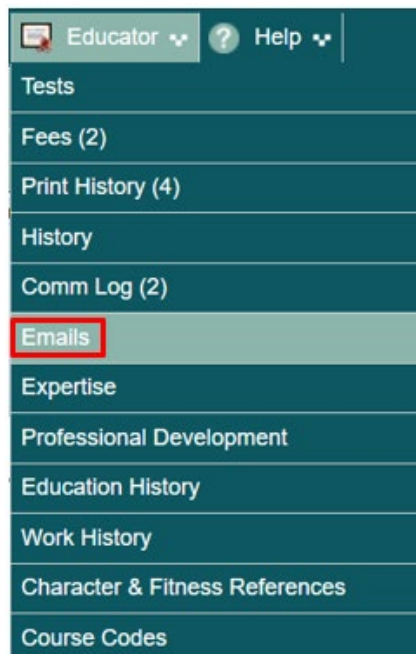 Educator ? Help
Tests
Fees (2)
Print History (4)
History
Comm Log (2)
Emails
Expertise
Professional Development
Education History
Work History
Character & Fitness References
Course Codes